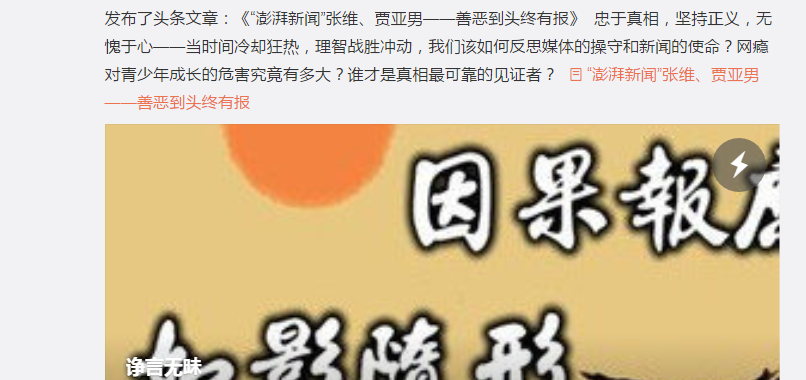 发布了头条文章：《“澎湃新闻”张维、贾亚男——善恶到头终有报》 忠于真相，坚持正义，无
愧于心——当时间冷却狂热，理智战胜冲动，我们该如何反思媒体的操守和新闻的使命？网瘾
对青少年成长的危害究竟有多大？谁才是真相最可靠的见证者？ “澎湃新闻”张维、贾亚男
——善恶到头终有报
因果報應
如影隨形
诤言无昧